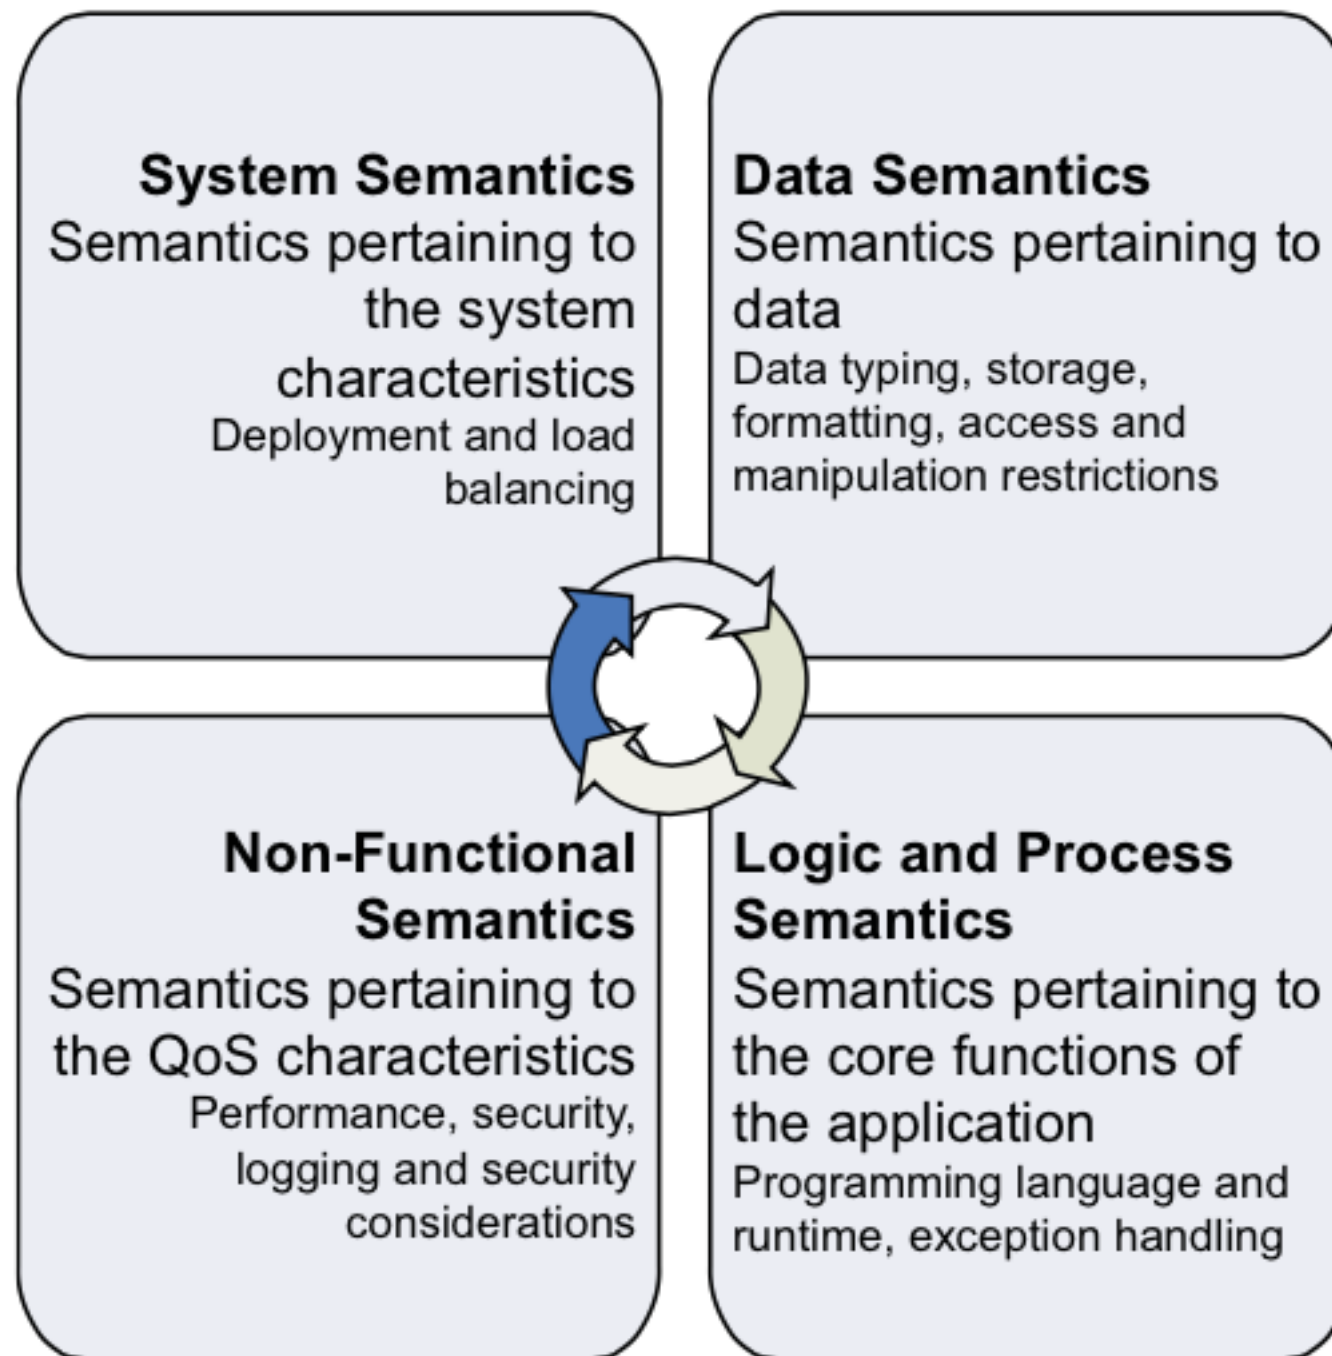 System Semantics
Semantics pertaining to
the system
characteristics
Deployment and load
balancing
Data Semantics
Semantics pertaining to
data
Data typing, storage,
formatting, access and
manipulation restrictions
Non-Functional
Semantics
Semantics pertaining to
the QoS characteristics
Performance, security,
logging and security
considerations
Logic and Process
Semantics
Semantics pertaining to
the core functions of
the application
Programming language and
runtime, exception handling